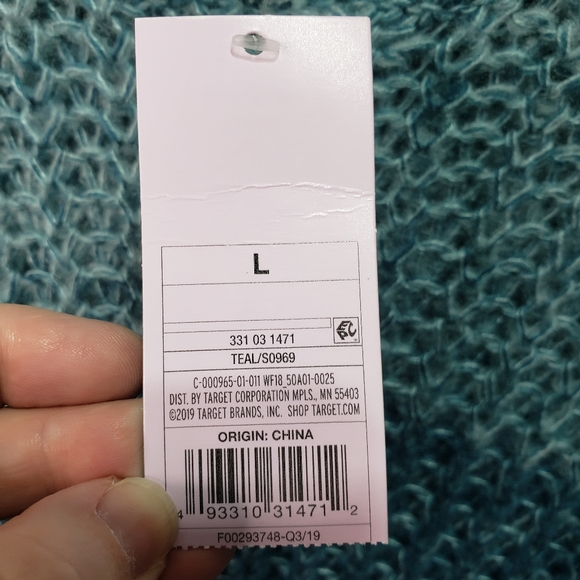 L
331 03 1471
EPC
TEAL/S0969
C-000965-01-011 WF18_50A01-0025
DIST. BY TARGET CORPORATION MPLS., MN 55403
©2019 TARGET BRANDS, INC. SHOP TARGET.COM
ORIGIN: CHINA
4 93310 31471 2
F00293748-Q3/19